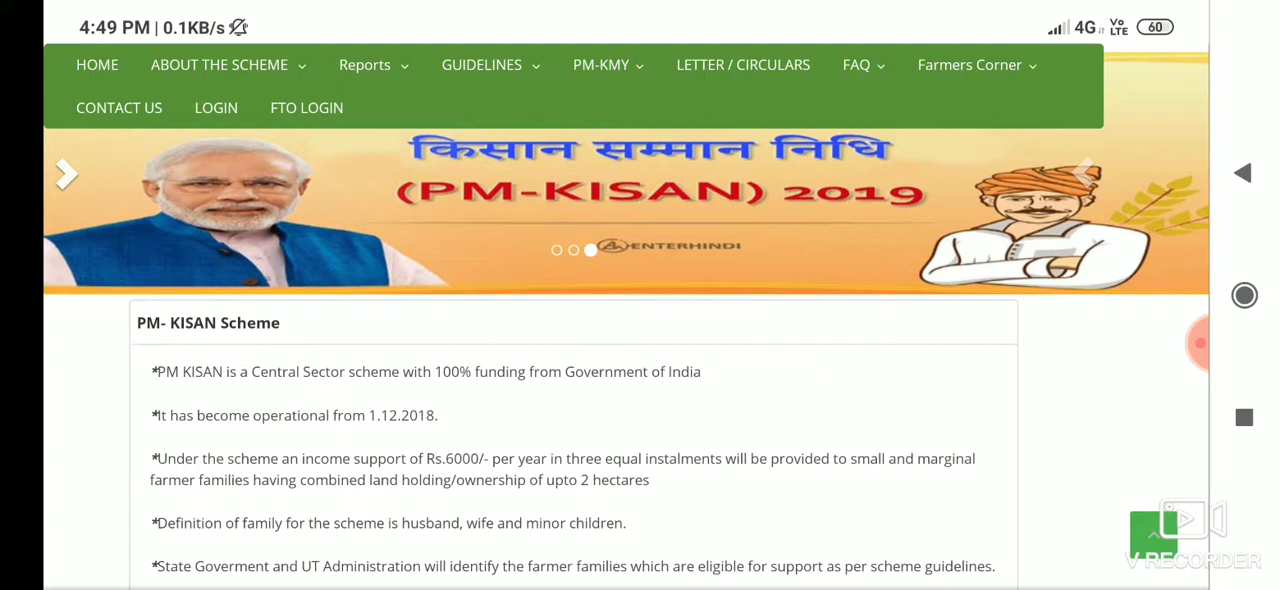 4:49 PM | 0.1KB/s
4G Vo LTE 60
HOME ABOUT THE SCHEME Reports GUIDELINES PM-KMY LETTER / CIRCULARS FAQ Farmers Corner
CONTACT US LOGIN FTO LOGIN
किसान सम्मान निधि
(PM-KISAN) 2019
ENTERHINDI
PM- KISAN Scheme
*PM KISAN is a Central Sector scheme with 100% funding from Government of India
*It has become operational from 1.12.2018.
*Under the scheme an income support of Rs.6000/- per year in three equal instalments will be provided to small and marginal
farmer families having combined land holding/ownership of upto 2 hectares
*Definition of family for the scheme is husband, wife and minor children.
*State Goverment and UT Administration will identify the farmer families which are eligible for support as per scheme guidelines.
V RECORDER